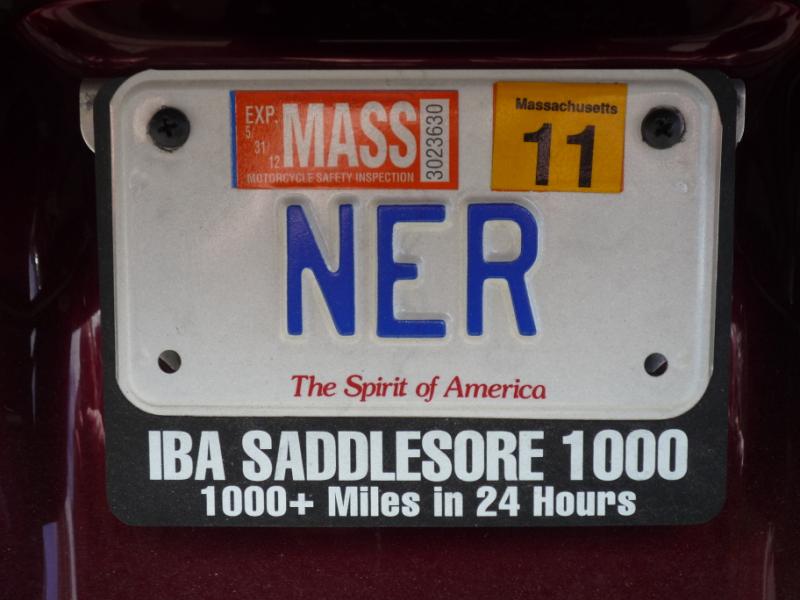 EXP.
5/
31/
12
MASS
3023630
MOTORCYCLE SAFETY INSPECTION
Massachusetts
11
NER
The Spirit of America
IBA SADDLESORE 1000
1000+ Miles in 24 Hours